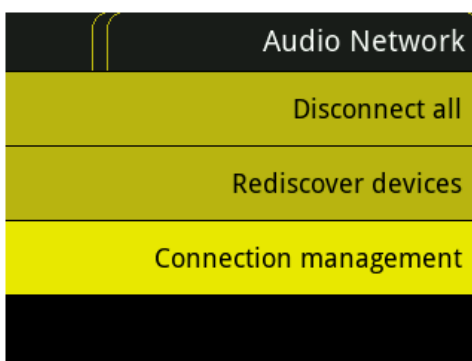 Audio Network
Disconnect all
Rediscover devices
Connection management